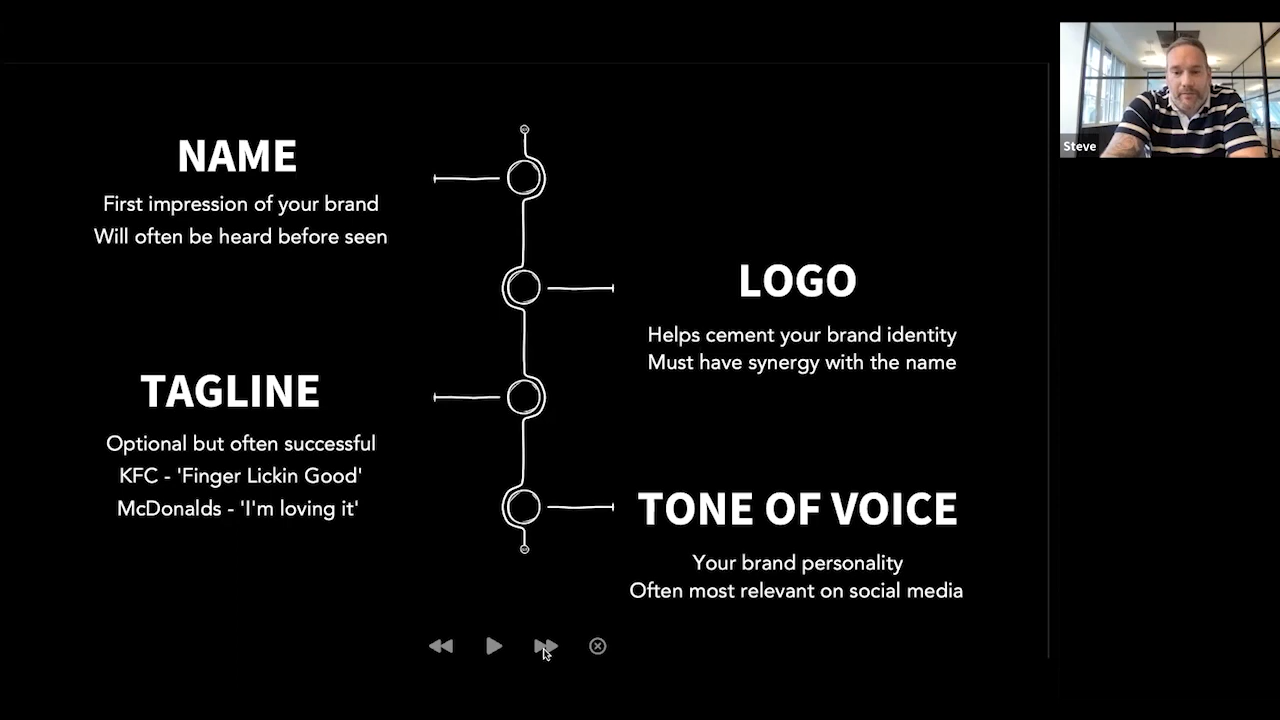 NAME
First impression of your brand
Will often be heard before seen
LOGO
Helps cement your brand identity
Must have synergy with the name
TAGLINE
Optional but often successful
KFC - 'Finger Lickin Good'
McDonalds - 'I'm loving it'
TONE OF VOICE
Your brand personality
Often most relevant on social media
Steve